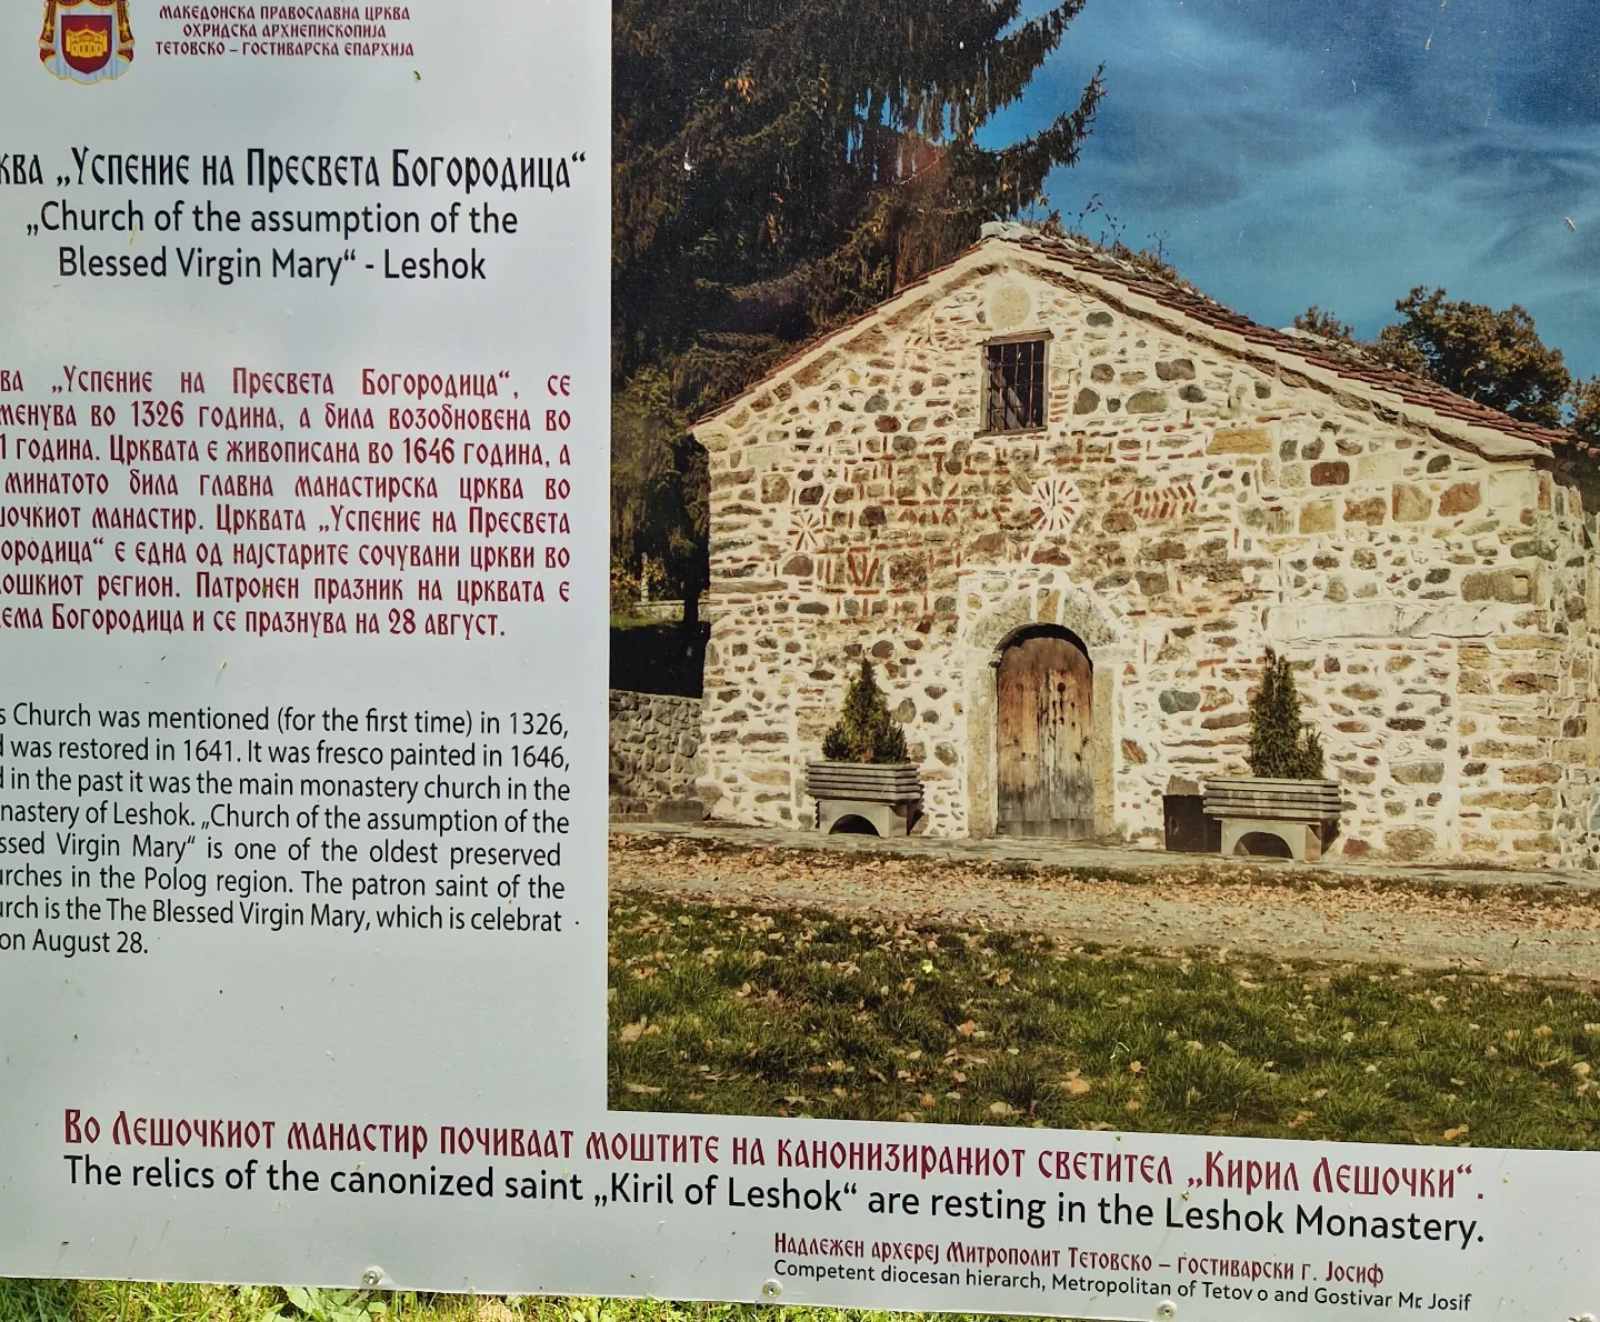 МАКЕДОНСКА ПРАВОСЛАВНА ЦРКВА
ОХРИДСКА АРХИЕПИСКОПИЈА
ТЕТОВСКО – ГОСТИВАРСКА ЕПАРХИЈА
„Успение на Пресвета Богородица“
„Church of the assumption of the
Blessed Virgin Mary“ - Leshok
„Успение на Пресвета Богородица“, се
во 1326 година, а била возобновена во
година. Црквата е живописана во 1646 година, а
минатото била главна манастирска црква во
манастир. Црквата „Успение на Пресвета
“ е една од најстарите сочувани цркви во
регион. Патронен празник на црквата е
Богородица и се празнува на 28 август.
Church was mentioned (for the first time) in 1326,
was restored in 1641. It was fresco painted in 1646,
in the past it was the main monastery church in the
of Leshok. „Church of the assumption of the
Virgin Mary“ is one of the oldest preserved
in the Polog region. The patron saint of the
is the The Blessed Virgin Mary, which is celebrat
on August 28.
Во Лешочкиот манастир почиваат моштите на канонизираниот светител „Кирил Лешочки“.
The relics of the canonized saint „Kiril of Leshok“ are resting in the Leshok Monastery.
Надлежен архереј Митрополит Тетовско – гостиварски г. Јосиф
Competent diocesan hierarch, Metropolitan of Tetovo and Gostivar Mr. Josif